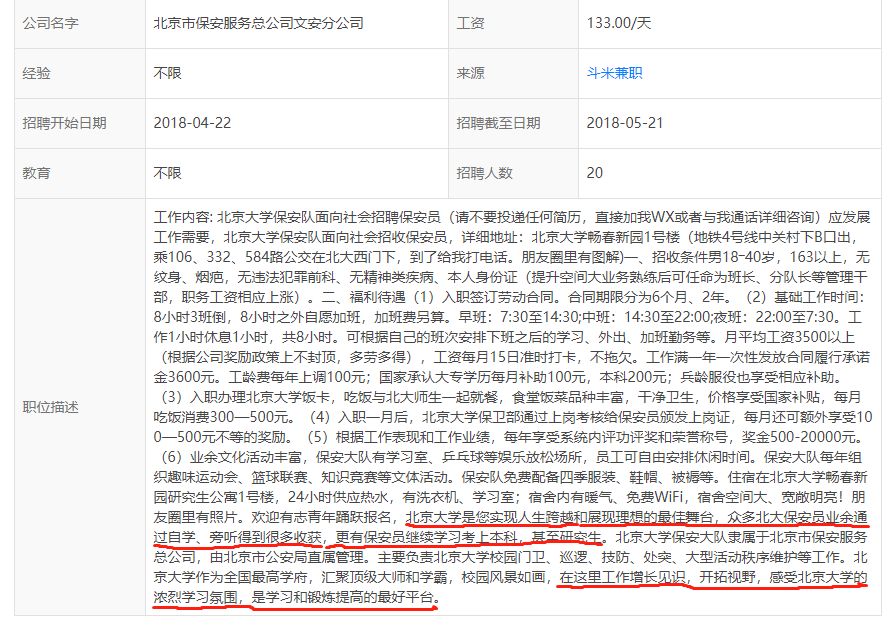 公司名字 北京市保安服务总公司文安分公司 工资 133.00/天
经验 不限 来源 斗米兼职
招聘开始日期 2018-04-22 招聘截至日期 2018-05-21
教育 不限 招聘人数 20
职位描述
工作内容: 北京大学保安队面向社会招聘保安员（请不要投递任何简历，直接加我WX或者与我通话详细咨询）应发展
工作需要，北京大学保安队面向社会招收保安员，详细地址：北京大学畅春新园1号楼（地铁4号线中关村下B口出，
乘106、332、584路公交在北大西门下，到了给我打电话。朋友圈里有图解)一、招收条件男18-40岁，163以上，无
纹身、烟疤，无违法犯罪前科、无精神类疾病、本人身份证（提升空间大业务熟练后可任命为班长、分队长等管理干
部，职务工资相应上涨）。二、福利待遇（1）入职签订劳动合同。合同期限分为6个月、2年。（2）基础工作时间：
8小时3班倒，8小时之外自愿加班，加班费另算。早班：7:30至14:30;中班：14:30至22:00;夜班：22:00至7:30。工
作1小时休息1小时，共8小时。可根据自己的班次安排下班之后的学习、外出、加班勤务等。月平均工资3500以上
（根据公司奖励政策上不封顶，多劳多得），工资每月15日准时打卡，不拖欠。工作满一年一次性发放合同履行承诺
金3600元。工龄费每年上调100元；国家承认大专学历每月补助100元，本科200元；兵龄服役也享受相应补助。
（3）入职办理北京大学饭卡，吃饭与北大师生一起就餐，食堂饭菜品种丰富，干净卫生，价格享受国家补贴，每月
吃饭消费300—500元。（4）入职一月后，北京大学保卫部通过上岗考核给保安员颁发上岗证，每月还可额外享受10
0—500元不等的奖励。（5）根据工作表现和工作业绩，每年享受系统内评功评奖和荣誉称号，奖金500-20000元。
（6）业余文化活动丰富，保安大队有学习室、乒乓球等娱乐放松场所，员工可自由安排休闲时间。保安大队每年组
织趣味运动会、篮球联赛、知识竞赛等文体活动。保安队免费配备四季服装、鞋帽、被褥等。住宿在北京大学畅春新
园研究生公寓1号楼，24小时供应热水，有洗衣机、学习室；宿舍内有暖气、免费WiFi，宿舍空间大、宽敞明亮！朋
友圈里有照片。欢迎有志青年踊跃报名，北京大学是您实现人生跨越和展现理想的最佳舞台，众多北大保安员业余通
过自学、旁听得到很多收获，更有保安员继续学习考上本科，甚至研究生。北京大学保安大队隶属于北京市保安服务
总公司，由北京市公安局直属管理。主要负责北京大学校园门卫、巡逻、技防、处突、大型活动秩序维护等工作。北
京大学作为全国最高学府，汇聚顶级大师和学霸，校园风景如画，在这里工作增长见识，开拓视野，感受北京大学的
浓烈学习氛围，是学习和锻炼提高的最好平台。